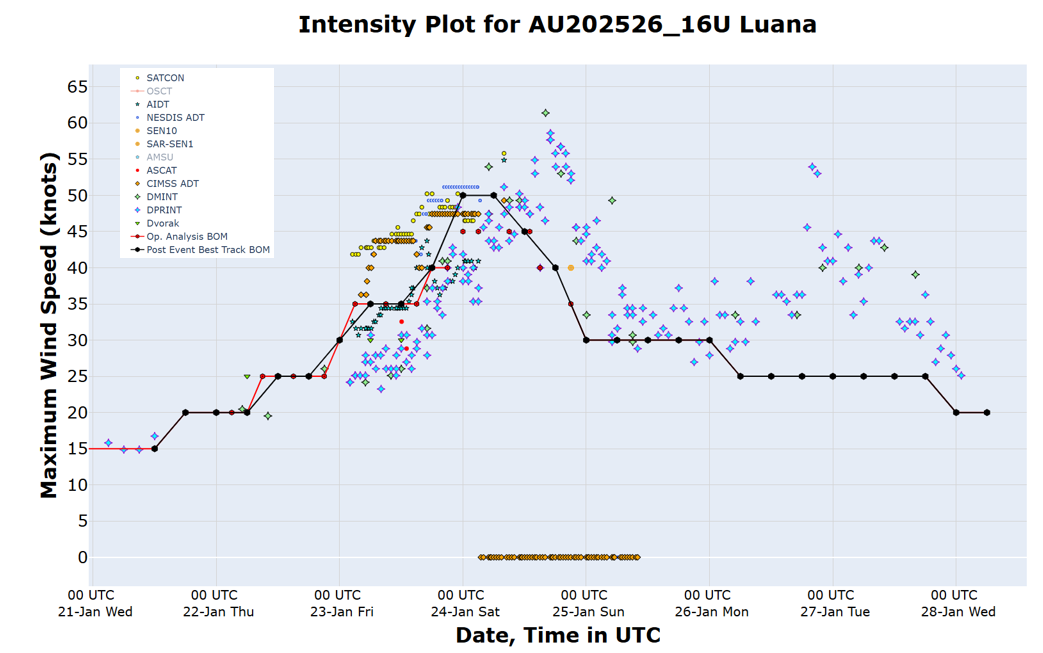 Intensity Plot for AU202526_16U Luana
SATCON
OSCT
AIDT
NESDIS ADT
SEN10
SAR-SEN1
AMSU
ASCAT
CIMSS ADT
DMINT
DPRINT
Dvorak
Op. Analysis BOM
Post Event Best Track BOM
Maximum Wind Speed (knots)
65
60
55
50
45
40
35
30
25
20
15
10
5
0
00 UTC 00 UTC 00 UTC 00 UTC 00 UTC 00 UTC 00 UTC 00 UTC
21-Jan Wed 22-Jan Thu 23-Jan Fri 24-Jan Sat 25-Jan Sun 26-Jan Mon 27-Jan Tue 28-Jan Wed
Date, Time in UTC